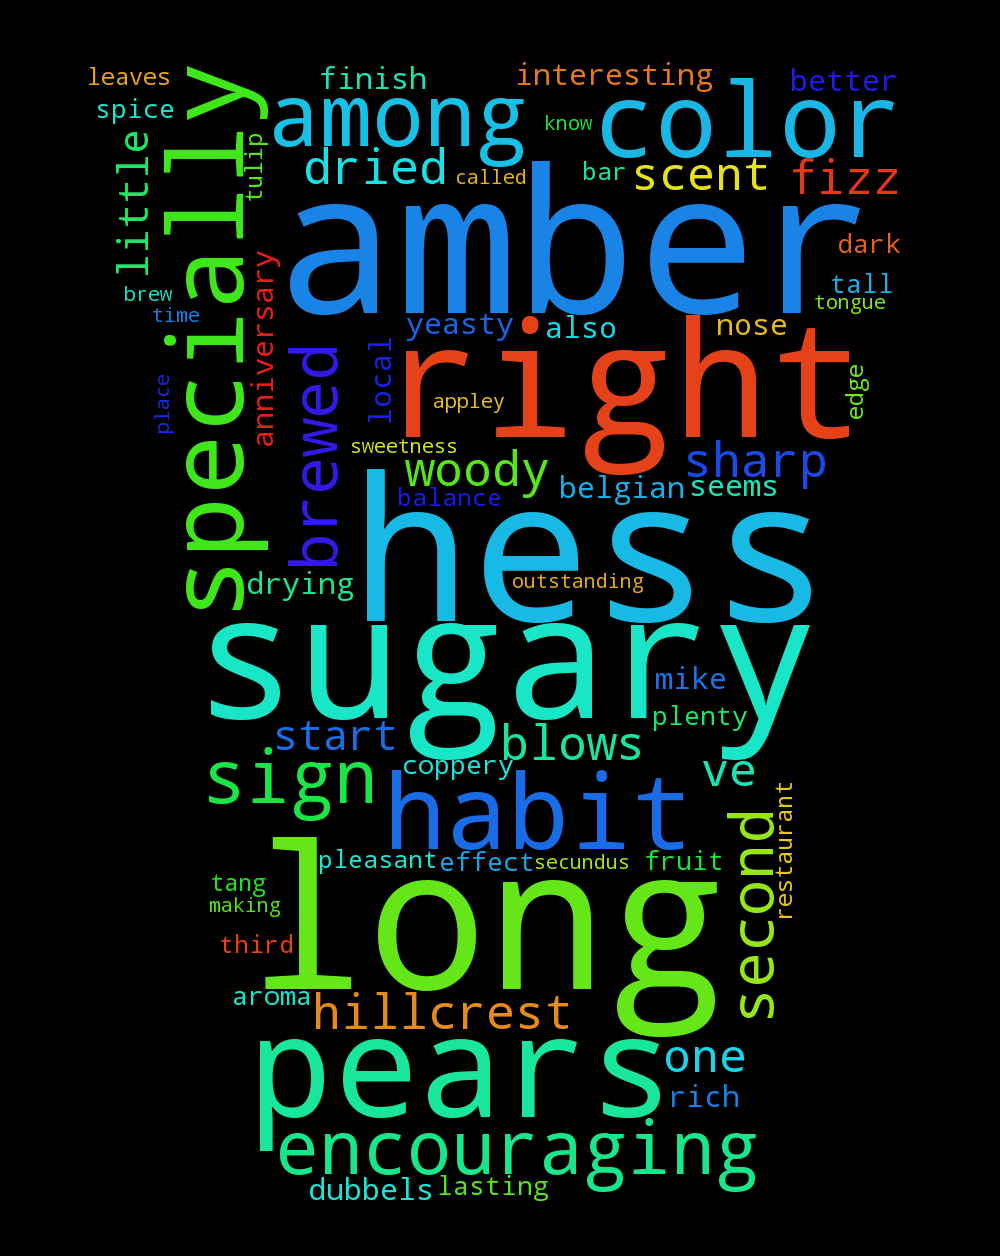 leaves
finish
interesting
better
spice
among
color
know
little
specially
tulip
dried
called
bar
scent
fizz
amber
dark
tall
tongue
brew
time
anniversary
yeasty
also
nose
right
place
brewed
local
appley
edge
sweetness
woody
sharp
balance
belgian
seems
hess
drying
outstanding
sugary
mike
plenty
start
blows
sign
coppery
ve
habit
second
restaurant
pleasant
effect
secundus
fruit
tang
making
long
third
aroma
hillcrest
pears
one
rich
encouraging
dubbels
lasting